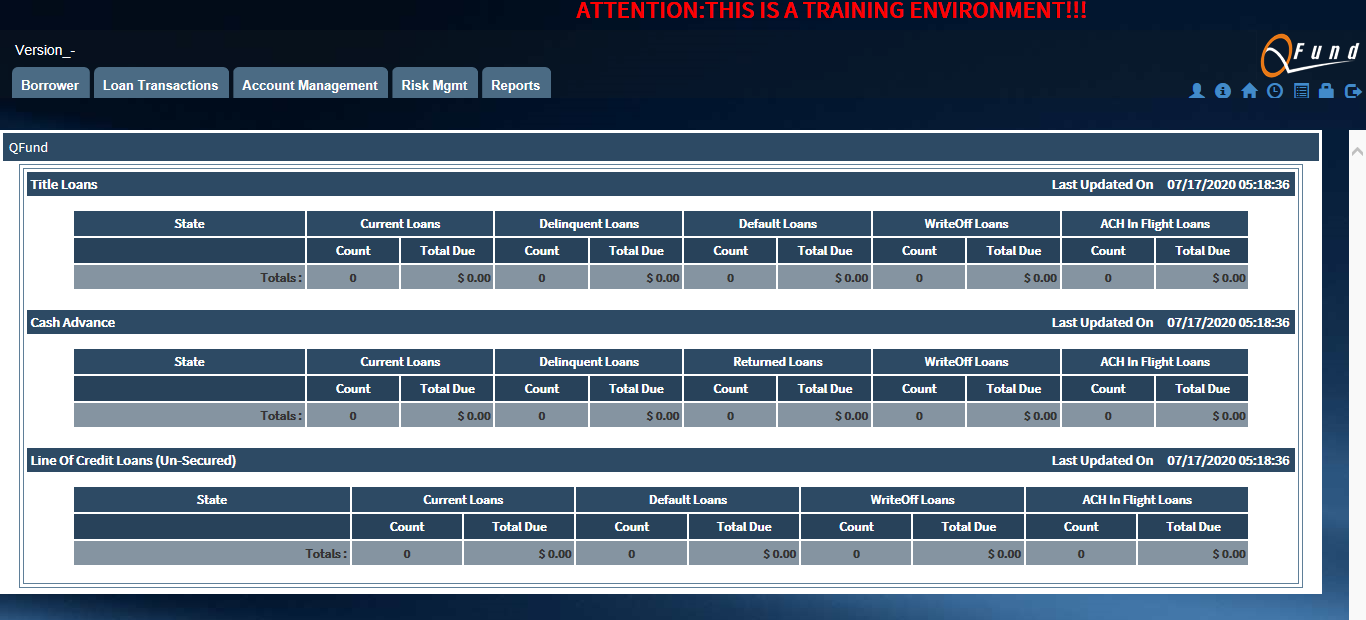 ATTENTION:THIS IS A TRAINING ENVIRONMENT!!!
Version_-
QFund
Borrower Loan Transactions Account Management Risk Mgmt Reports
QFund
Title Loans Last Updated On 07/17/2020 05:18:36
State Current Loans Delinquent Loans Default Loans WriteOff Loans ACH In Flight Loans
Count Total Due Count Total Due Count Total Due Count Total Due Count Total Due
Totals : 0 $ 0.00 0 $ 0.00 0 $ 0.00 0 $ 0.00 0 $ 0.00
Cash Advance Last Updated On 07/17/2020 05:18:36
State Current Loans Delinquent Loans Returned Loans WriteOff Loans ACH In Flight Loans
Count Total Due Count Total Due Count Total Due Count Total Due Count Total Due
Totals : 0 $ 0.00 0 $ 0.00 0 $ 0.00 0 $ 0.00 0 $ 0.00
Line Of Credit Loans (Un-Secured) Last Updated On 07/17/2020 05:18:36
State Current Loans Default Loans WriteOff Loans ACH In Flight Loans
Count Total Due Count Total Due Count Total Due Count Total Due
Totals : 0 $ 0.00 0 $ 0.00 0 $ 0.00 0 $ 0.00